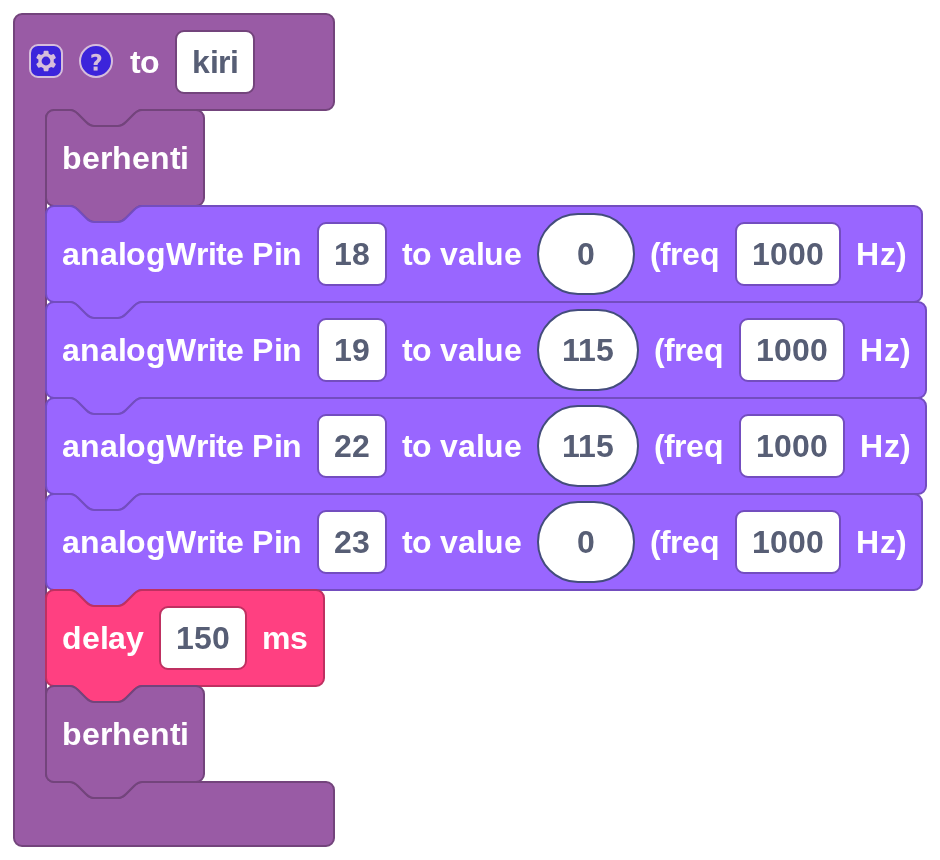 ? to kiri
berhenti
analogWrite Pin 18 to value 0 (freq 1000 Hz)
analogWrite Pin 19 to value 115 (freq 1000 Hz)
analogWrite Pin 22 to value 115 (freq 1000 Hz)
analogWrite Pin 23 to value 0 (freq 1000 Hz)
delay 150 ms
berhenti